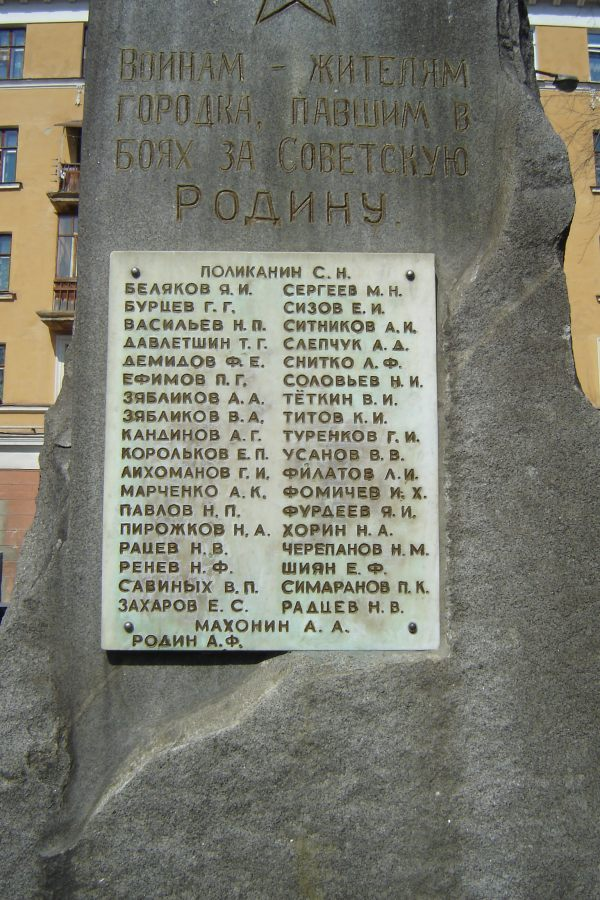 Воинам - жителям
городка, павшим в
боях за Советскую
Родину.
ПОЛИКАНИН С. Н.
БЕЛЯКОВ Я. И.
БУРЦЕВ Г. Г.
ВАСИЛЬЕВ Н. П.
ДАВЛЕТШИН Т. Г.
ДЕМИДОВ Ф. Е.
ЕФИМОВ П. Г.
ЗЯБЛИКОВ А. А.
ЗЯБЛИКОВ В. А.
КАНДИНОВ А. Г.
КОРОЛЬКОВ Е. П.
ЛИХОМАНОВ Г. И.
МАРЧЕНКО А. К.
ПАВЛОВ Н. П.
ПИРОЖКОВ Н. А.
РАЦЕВ Н. В.
РЕНЕВ Н. Ф.
САВИНЫХ В. П.
ЗАХАРОВ Е. С.
СЕРГЕЕВ М. Н.
СИЗОВ Е. И.
СИТНИКОВ А. И.
СЛЕПЧУК А. Д.
СНИТКО Л. Ф.
СОЛОВЬЕВ Н. И.
ТЁТКИН В. И.
ТИТОВ К. И.
ТУРЕНКОВ Г. И.
УСАНОВ В. В.
ФИЛАТОВ Л. И.
ФОМИЧЕВ И. Х.
ФУРДЕЕВ Я. И.
ХОРИН Н. А.
ЧЕРЕПАНОВ Н. М.
ШИЯН Е. Ф.
СИМАРАНОВ П. К.
РАДЦЕВ Н. В.
МАХОНИН А. А.
РОДИН А. Ф.